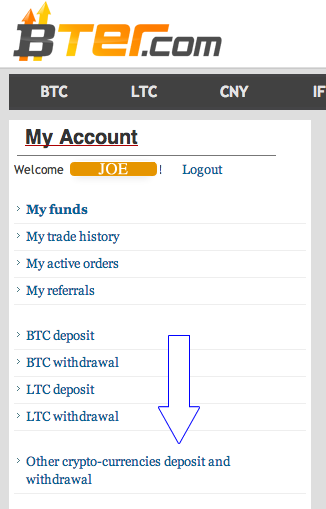 BTer.com
BTC LTC CNY IF
My Account
Welcome JOE ! Logout
My funds
My trade history
My active orders
My referrals
BTC deposit
BTC withdrawal
LTC deposit
LTC withdrawal
Other crypto-currencies deposit and
withdrawal